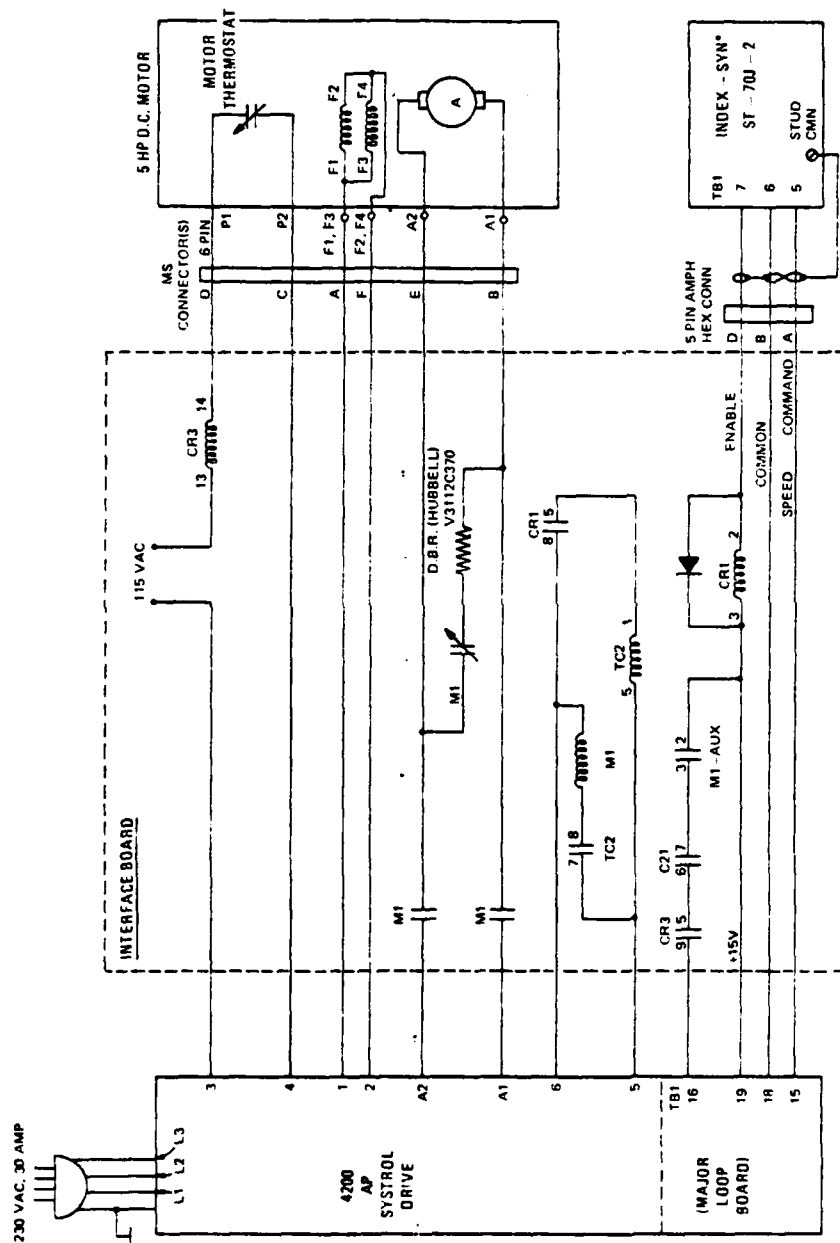 230 VAC, 30 AMP
L1
L2
L3
4200
AP
SYSTROL
DRIVE
(MAJOR
LOOP
BOARD)
3
4
1
2
A2
A1
6
5
TB1
16
19
18
15
INTERFACE BOARD
115 VAC
13
CR3
14
M1
M1
M1
D.B.R. (HUBBELL)
V3112C370
8
CR1
5
7
8
TC2
M1
5
TC2
1
CR3
9
5
C21
6
7
3
2
M1-AUX
+15V
3
CR1
2
ENABLE
COMMON
SPEED COMMAND
MS
CONNECTOR(S)
6 PIN
D
C
A
F
E
B
P1
P2
F1, F3
F2, F4
A2
A1
5 HP D.C. MOTOR
MOTOR
THERMOSTAT
F1
F2
F3
F4
A
5 PIN AMPH
HEX CONN
D
B
A
TB1
7
6
5
INDEX - SYN*
ST - 70J - 2
STUD
CMN